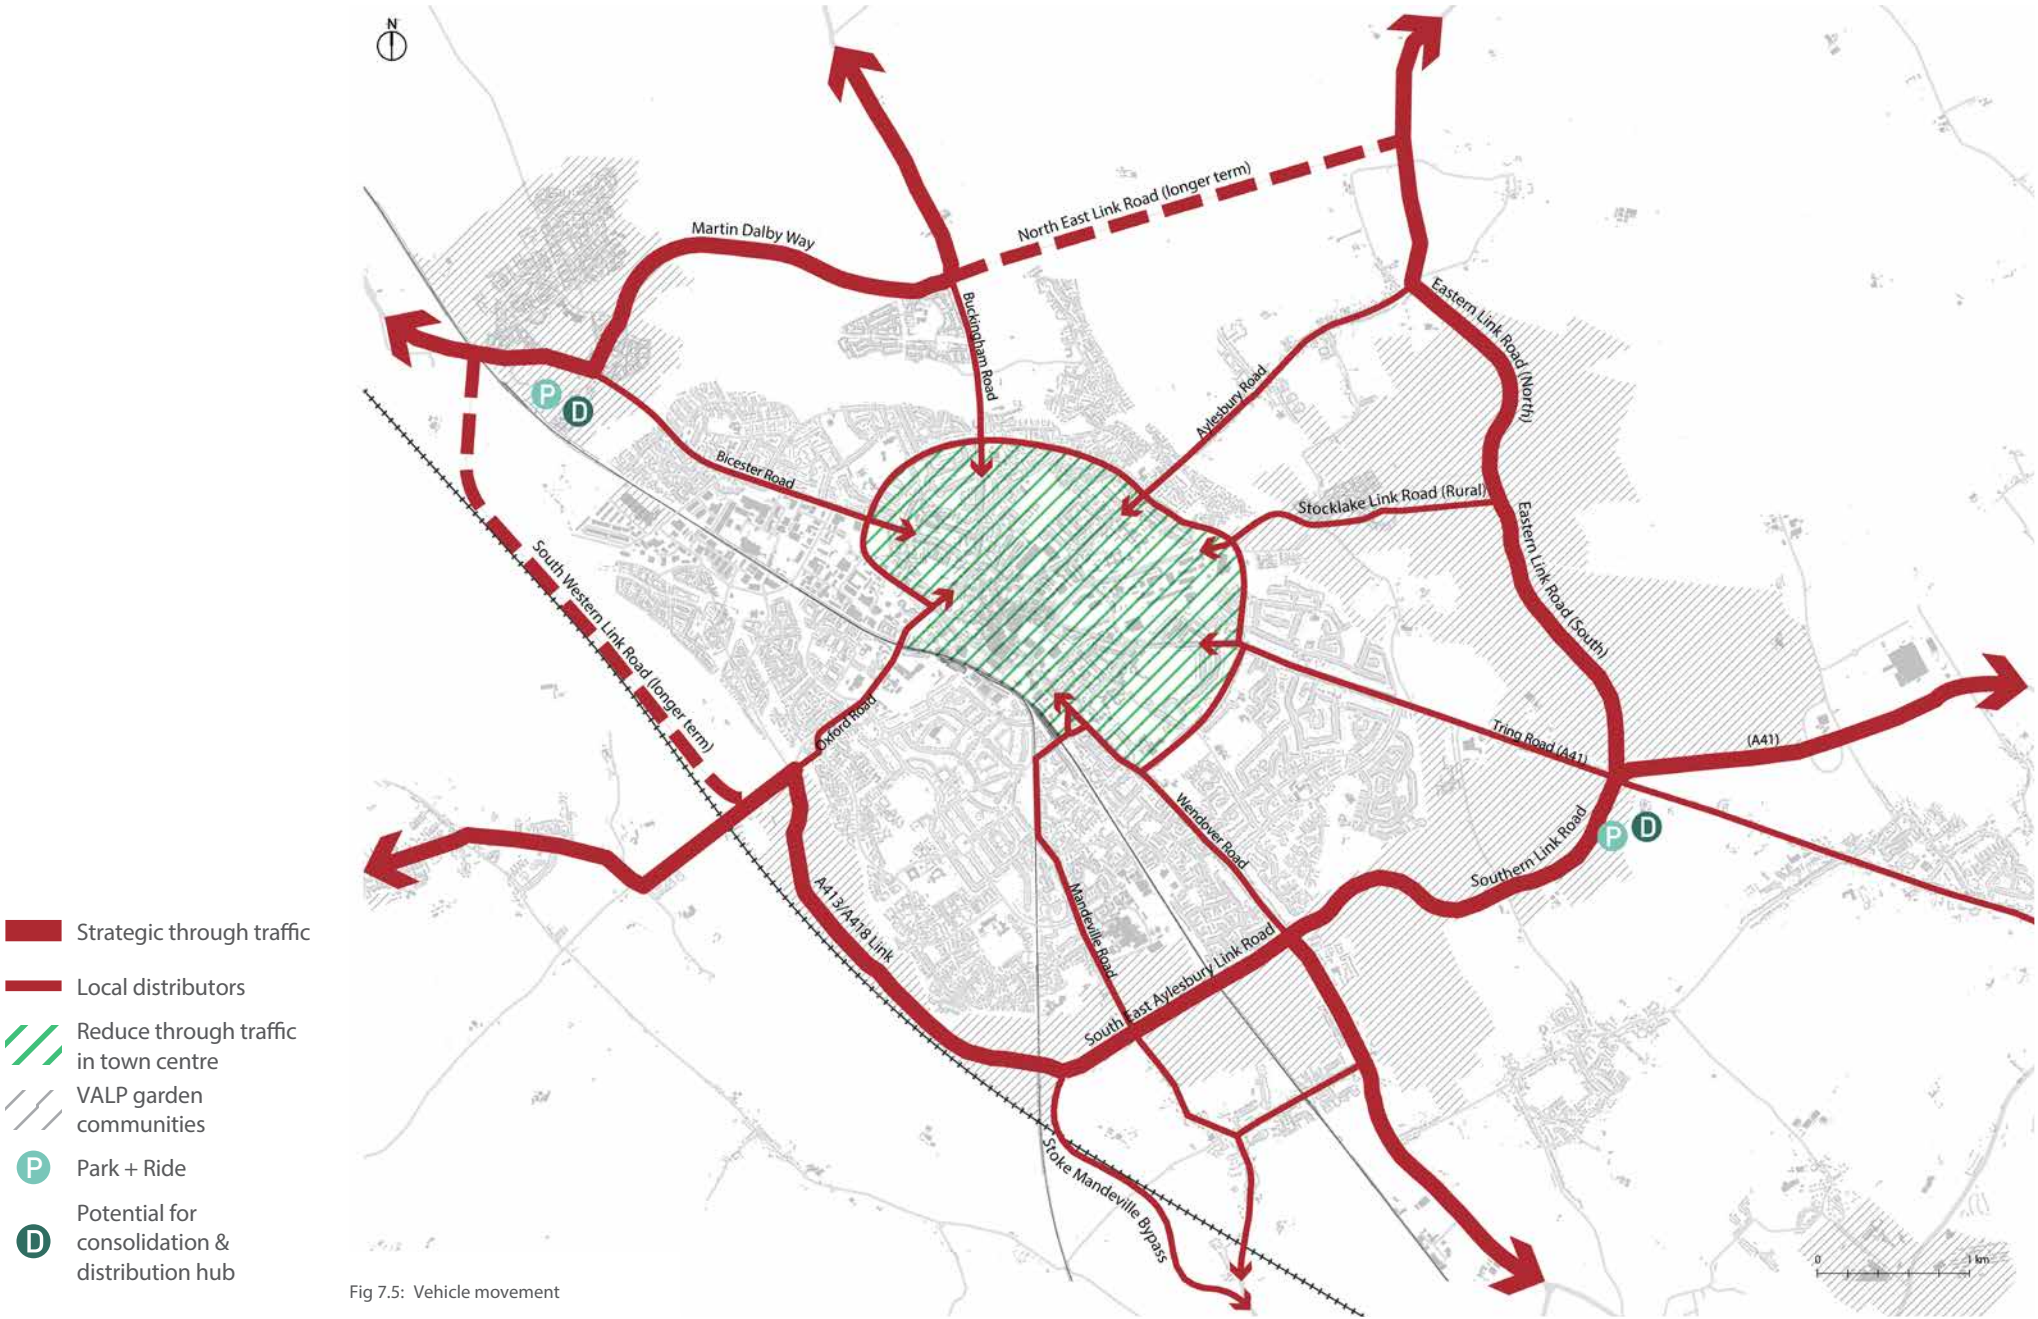 N
Martin Dalby Way
North East Link Road (longer term)
Buckingham Road
Eastern Link Road (North)
Aylesbury Road
P
D
Bicester Road
Stocklake Link Road (Rural)
Eastern Link Road (South)
South Western Link Road (longer term)
Oxford Road
Tring Road (A41)
(A41)
Wendover Road
Southern Link Road
P
D
A413/A418 Link
Mandeville Road
South East Aylesbury Link Road
Stoke Mandeville Bypass
0
1 km
Strategic through traffic
Local distributors
Reduce through traffic
in town centre
VALP garden
communities
P
Park + Ride
D
Potential for
consolidation &
distribution hub
Fig 7.5: Vehicle movement